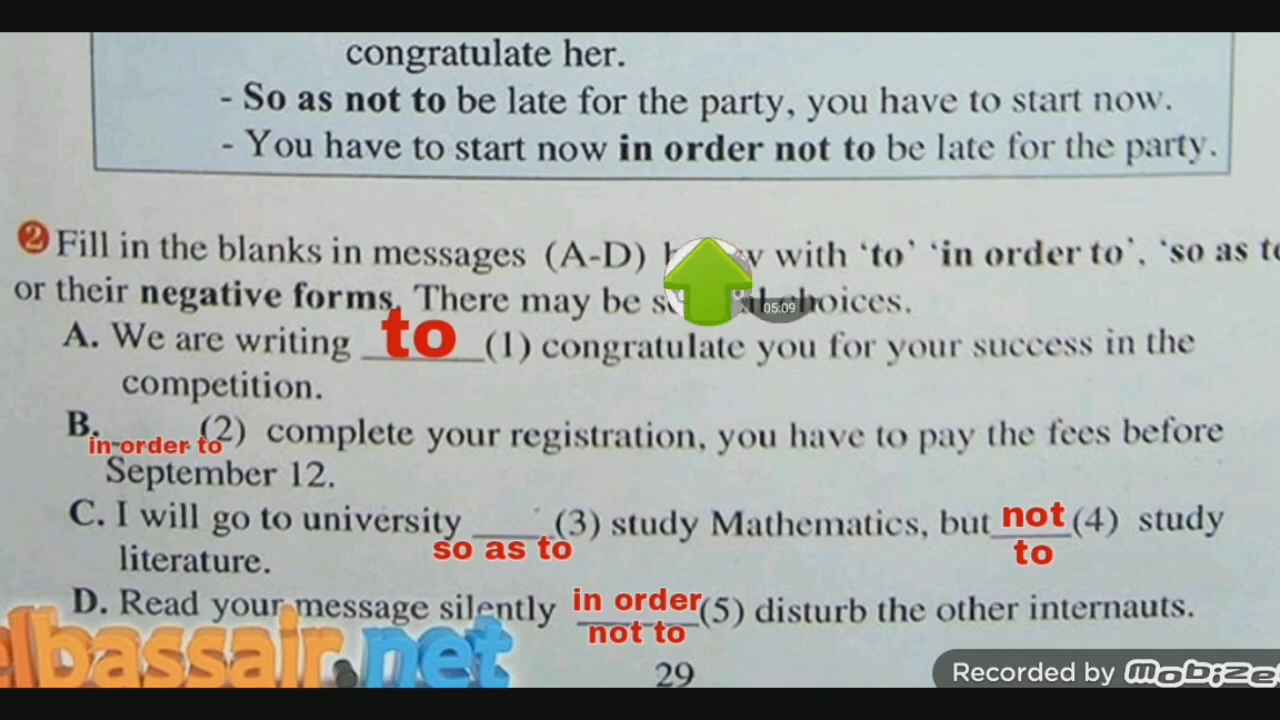 congratulate her.
- So as not to be late for the party, you have to start now.
- You have to start now in order not to be late for the party.
2 Fill in the blanks in messages (A-D) with 'to' 'in order to', 'so as to
or their negative forms. There may be choices.
05:09
A. We are writing to (1) congratulate you for your success in the
competition.
B. in order to (2) complete your registration, you have to pay the fees before
September 12.
C. I will go to university so as to (3) study Mathematics, but not to (4) study
literature.
D. Read your message silently in order not to (5) disturb the other internauts.
elbassair.net
29
Recorded by